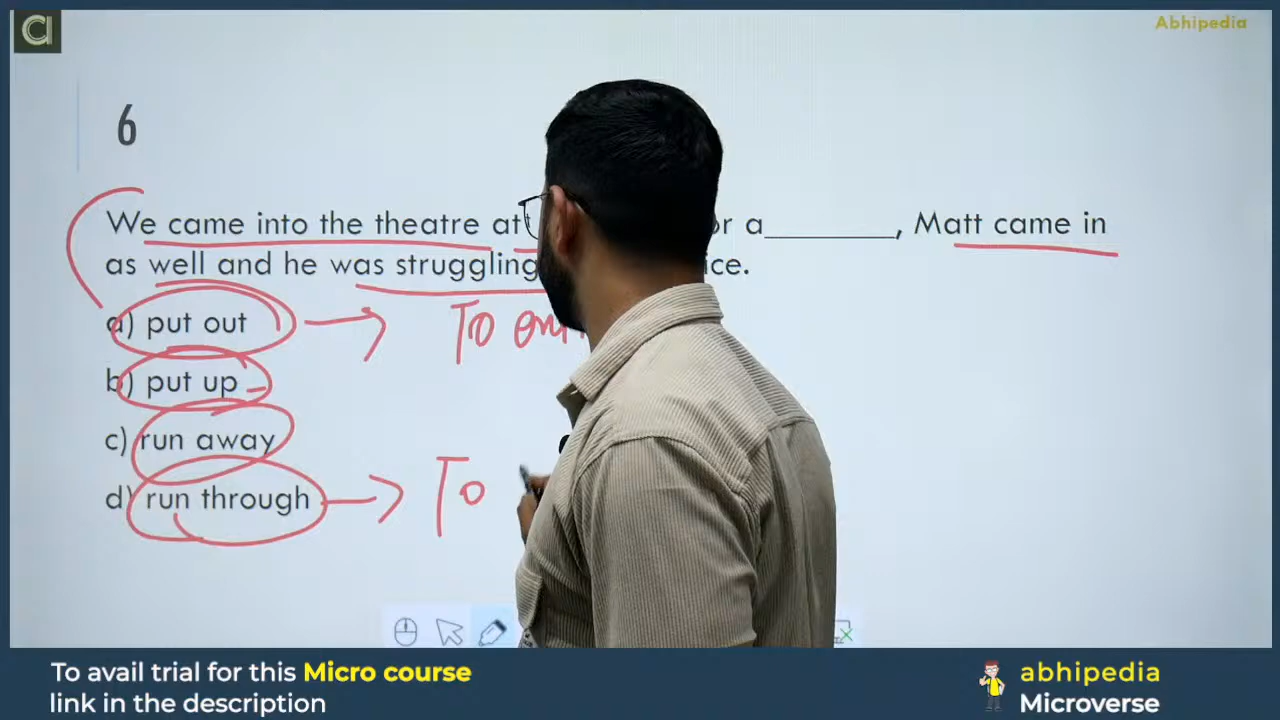 Abhipedia
6
We came into the theatre at or a________, Matt came in
as well and he was struggling ice.
a) put out
To
b) put up
c) run away
d) run through
To
To avail trial for this Micro course
link in the description
abhipedia
Microverse